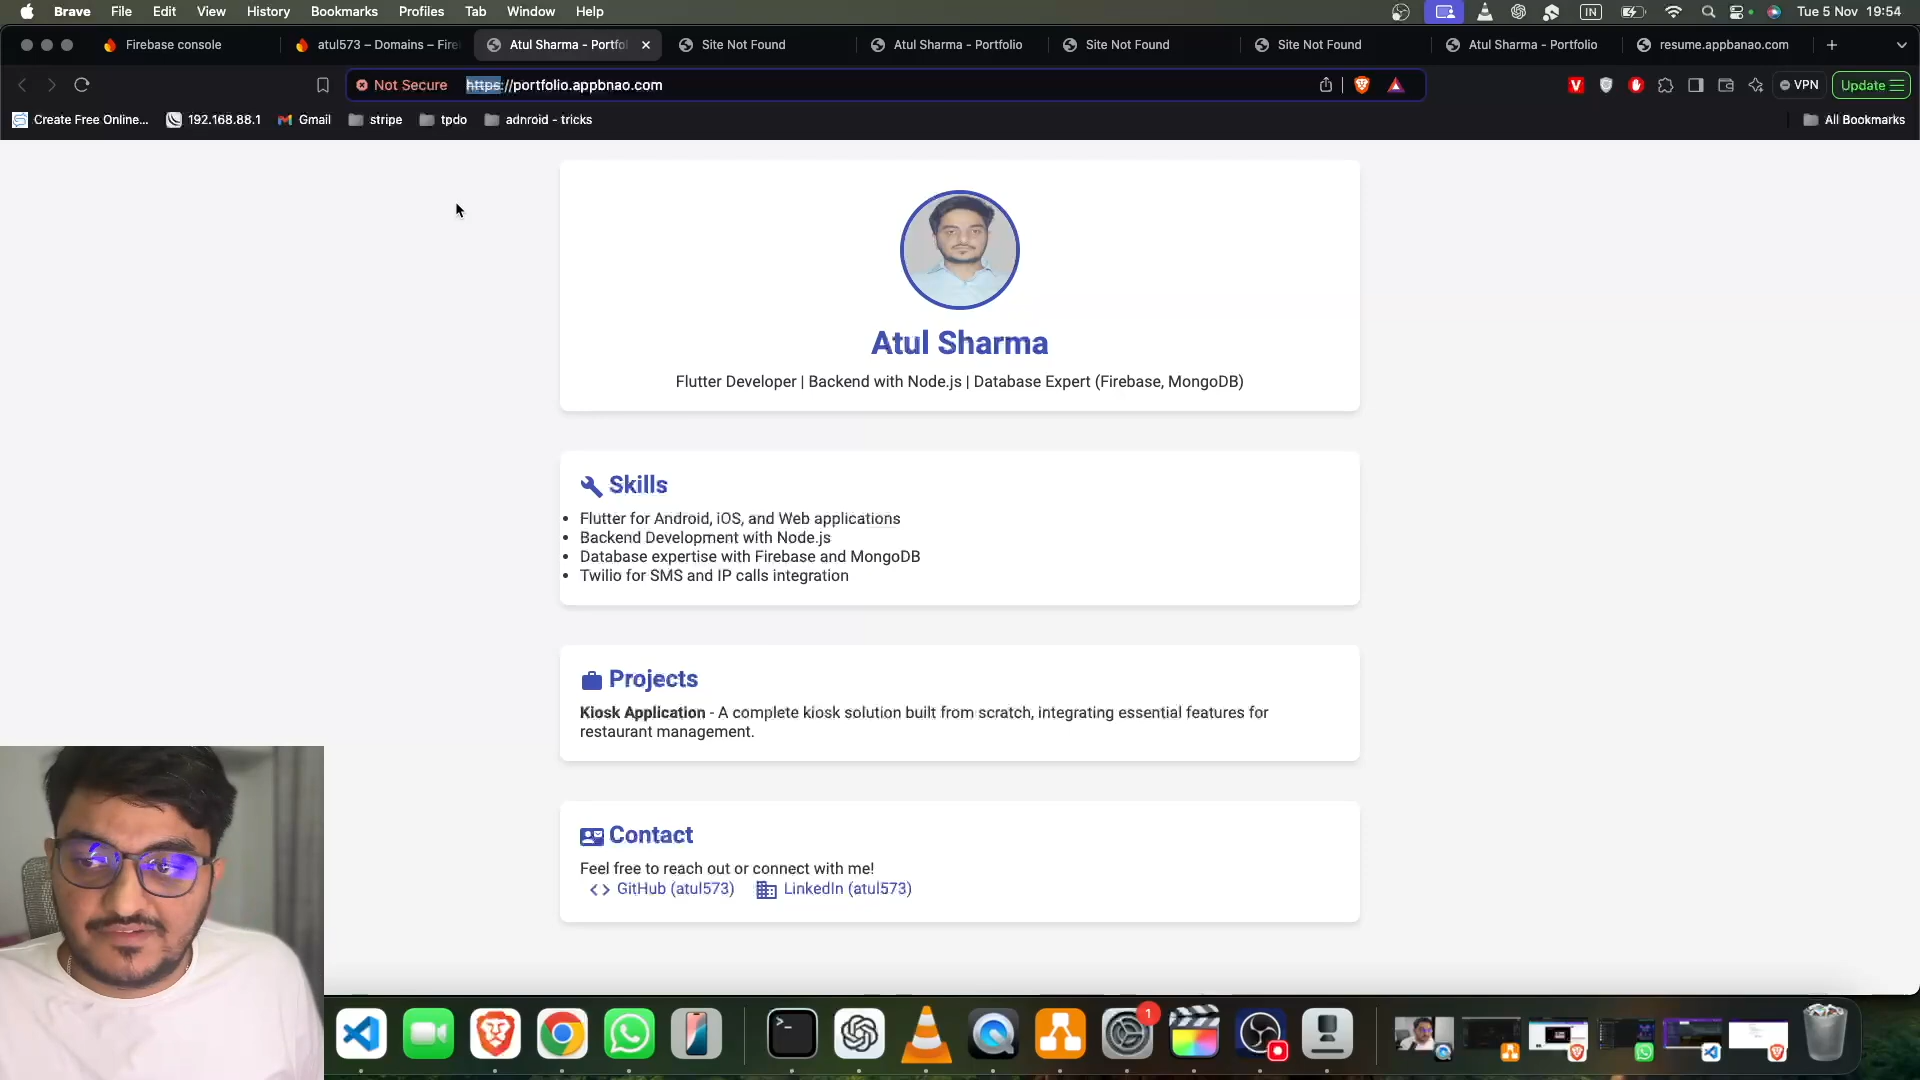 Brave File Edit View History Bookmarks Profiles Tab Window Help IN Tue 5 Nov 19:54
Firebase console atul573 – Domains – Fire Atul Sharma - Portfo Site Not Found Atul Sharma - Portfolio Site Not Found Site Not Found Atul Sharma - Portfolio resume.appbanao.com
Not Secure https://portfolio.appbnao.com VPN Update
Create Free Online... 192.168.88.1 Gmail stripe tpdo adnroid - tricks All Bookmarks
Atul Sharma
Flutter Developer | Backend with Node.js | Database Expert (Firebase, MongoDB)
Skills
• Flutter for Android, iOS, and Web applications
• Backend Development with Node.js
• Database expertise with Firebase and MongoDB
• Twilio for SMS and IP calls integration
Projects
Kiosk Application - A complete kiosk solution built from scratch, integrating essential features for
restaurant management.
Contact
Feel free to reach out or connect with me!
GitHub (atul573) LinkedIn (atul573)
1